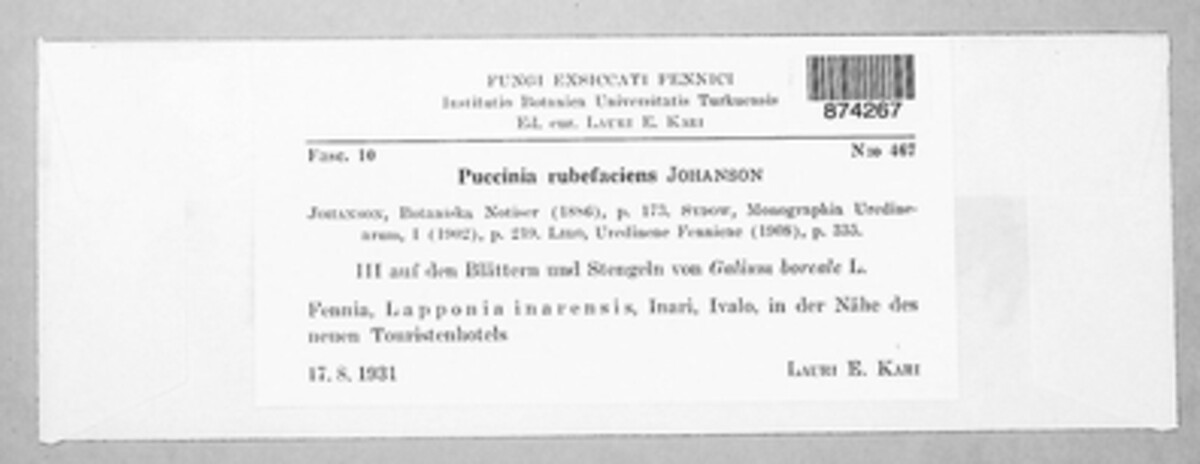 FUNGI EXSICCATI FENNICI
Institutio Botanica Universitatis Turkuensis
Ed. cur. LAURI E. KARI
874267
Fasc. 10 N:o 467
Puccinia rubefaciens JOHANSON
JOHANSON, Botaniska Notiser (1886), p. 173. SYDOW, Monographia Uredine-
arum, I (1902), p. 219. LIRO, Uredineae Fennicae (1908), p. 333.
III auf den Blättern und Stengeln von Galium boreale L.
Fennia, Lapponia inarensis, Inari, Ivalo, in der Nähe des
neuen Touristenhotels
17. 8. 1931 LAURI E. KARI